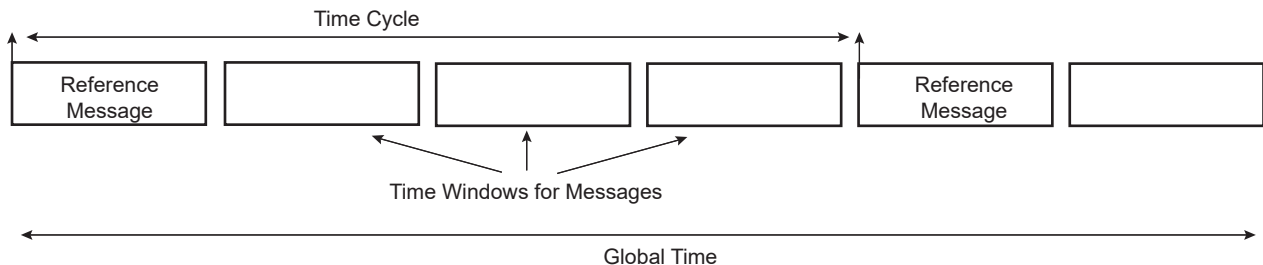 Time Cycle
Reference
Message
Reference
Message
Time Windows for Messages
Global Time